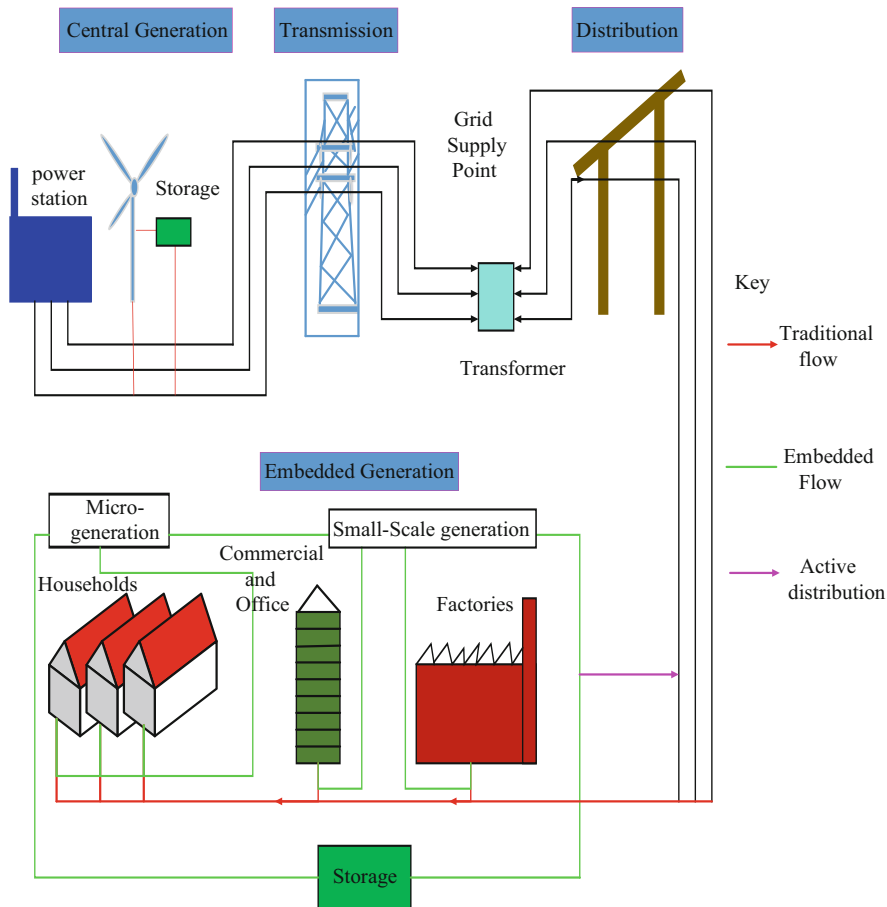 Central Generation
Transmission
Distribution
Grid
Supply
Point
power
station
Storage
Key
Transformer
Traditional
flow
Embedded Generation
Embedded
Flow
Micro-
generation
Small-Scale generation
Commercial
and
Office
Households
Factories
Active
distribution
Storage